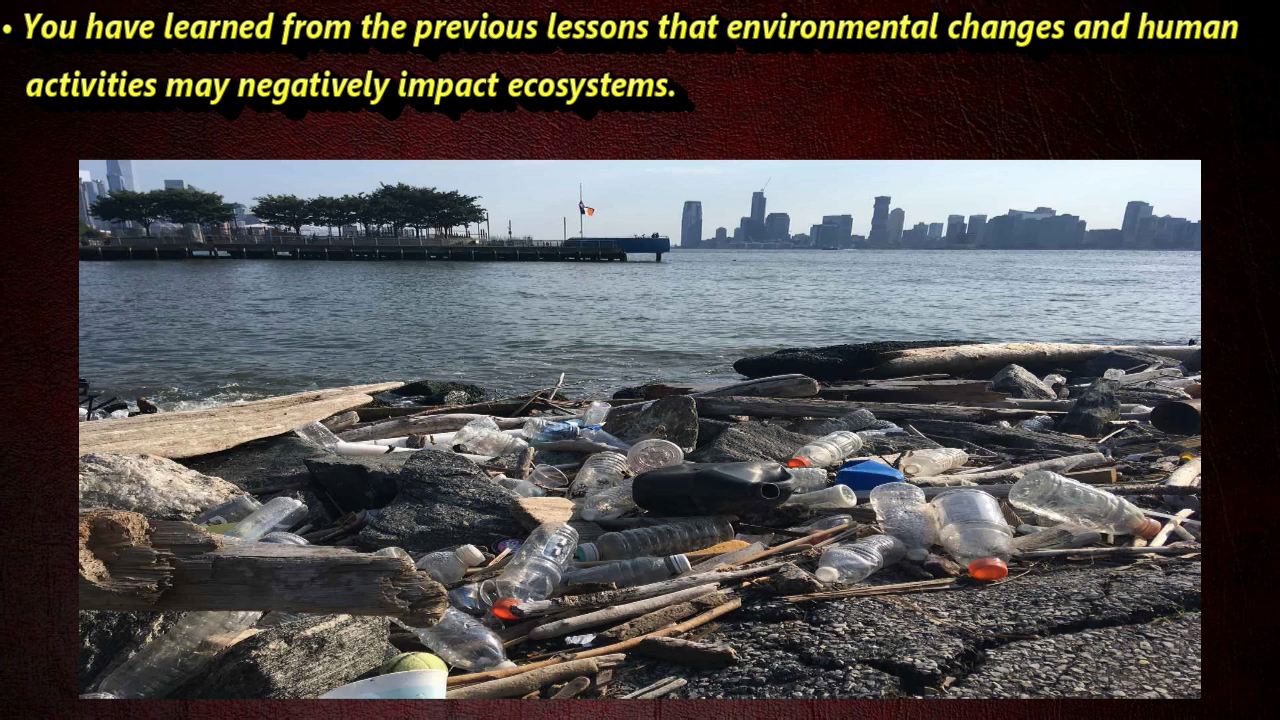 • You have learned from the previous lessons that environmental changes and human
activities may negatively impact ecosystems.